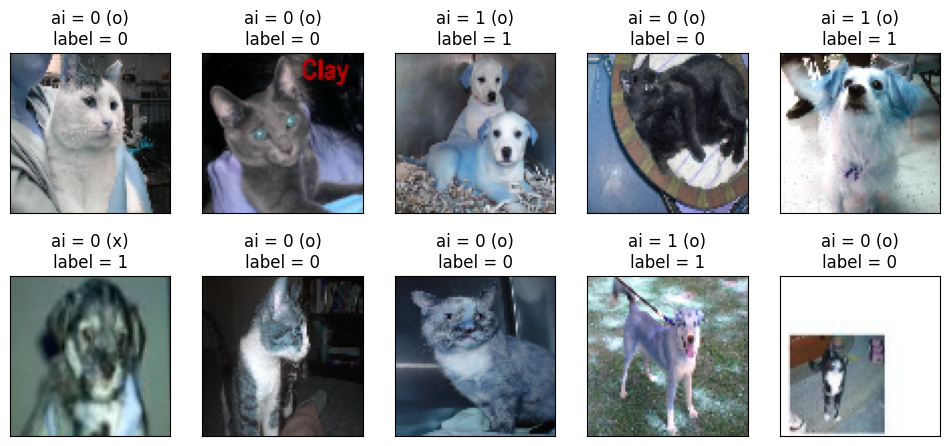 ai = 0 (o)
label = 0
ai = 0 (o)
label = 0
ai = 1 (o)
label = 1
ai = 0 (o)
label = 0
ai = 1 (o)
label = 1
Clay
ai = 0 (x)
label = 1
ai = 0 (o)
label = 0
ai = 0 (o)
label = 0
ai = 1 (o)
label = 1
ai = 0 (o)
label = 0